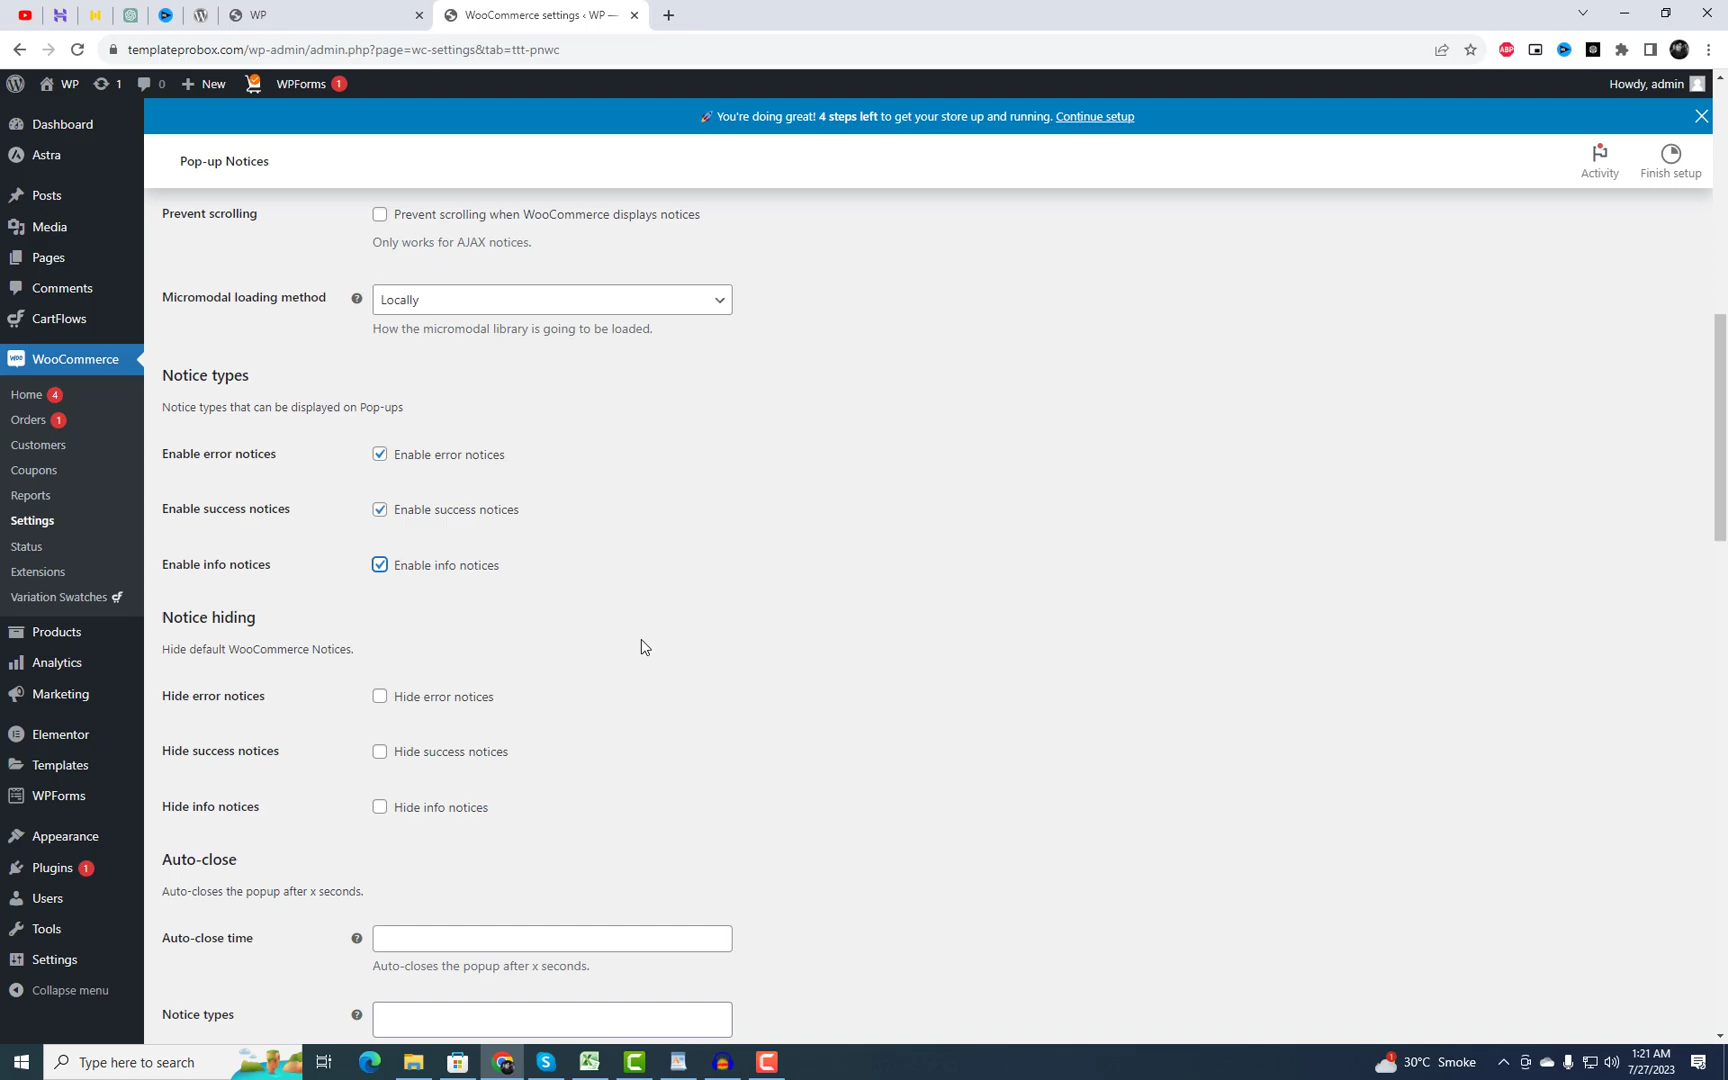 WP
WooCommerce settings ‹ WP —
templateprobox.com/wp-admin/admin.php?page=wc-settings&tab=ttt-pnwc
ABP
WP
1
0
New
WPForms 1
Howdy, admin
You're doing great! 4 steps left to get your store up and running. Continue setup
Pop-up Notices
Activity
Finish setup
Dashboard
Astra
Posts
Media
Pages
Comments
CartFlows
WooCommerce
Home 4
Orders 1
Customers
Coupons
Reports
Settings
Status
Extensions
Variation Swatches
Products
Analytics
Marketing
Elementor
Templates
WPForms
Appearance
Plugins 1
Users
Tools
Settings
Collapse menu
Prevent scrolling
Prevent scrolling when WooCommerce displays notices
Only works for AJAX notices.
Micromodal loading method
Locally
How the micromodal library is going to be loaded.
Notice types
Notice types that can be displayed on Pop-ups
Enable error notices
Enable error notices
Enable success notices
Enable success notices
Enable info notices
Enable info notices
Notice hiding
Hide default WooCommerce Notices.
Hide error notices
Hide error notices
Hide success notices
Hide success notices
Hide info notices
Hide info notices
Auto-close
Auto-closes the popup after x seconds.
Auto-close time
Auto-closes the popup after x seconds.
Notice types
Type here to search
30°C Smoke
1:21 AM
7/27/2023